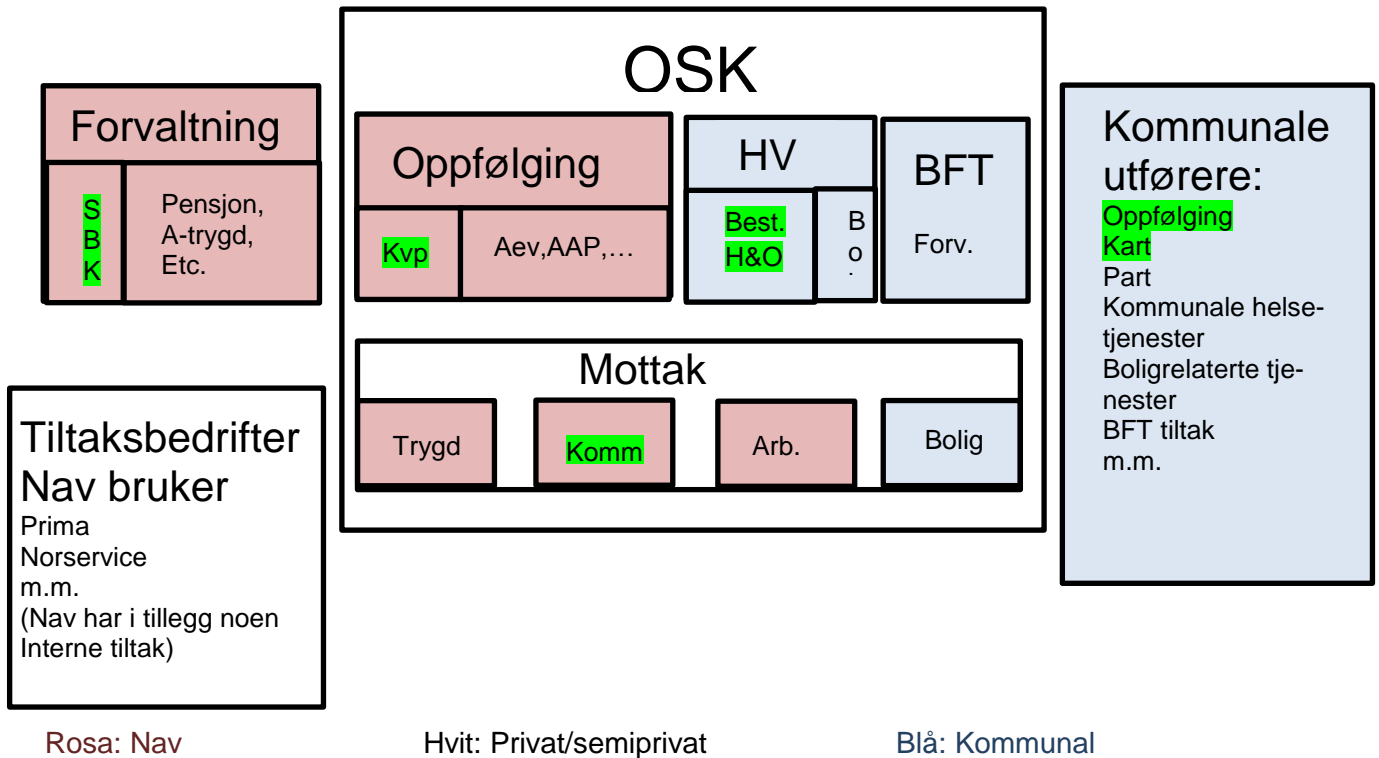 OSK
Forvaltning
S
B
K
Pensjon,
A-trygd,
Etc.
Oppfølging
Kvp
Aev,AAP,…
HV
Best.
H&O
B
o
.
BFT
Forv.
Mottak
Trygd
Komm
Arb.
Bolig
Kommunale
utførere:
Oppfølging
Kart
Part
Kommunale helse-
tjenester
Boligrelaterte tje-
nester
BFT tiltak
m.m.
Tiltaksbedrifter
Nav bruker
Prima
Norservice
m.m.
(Nav har i tillegg noen
Interne tiltak)
Rosa: Nav
Hvit: Privat/semiprivat
Blå: Kommunal